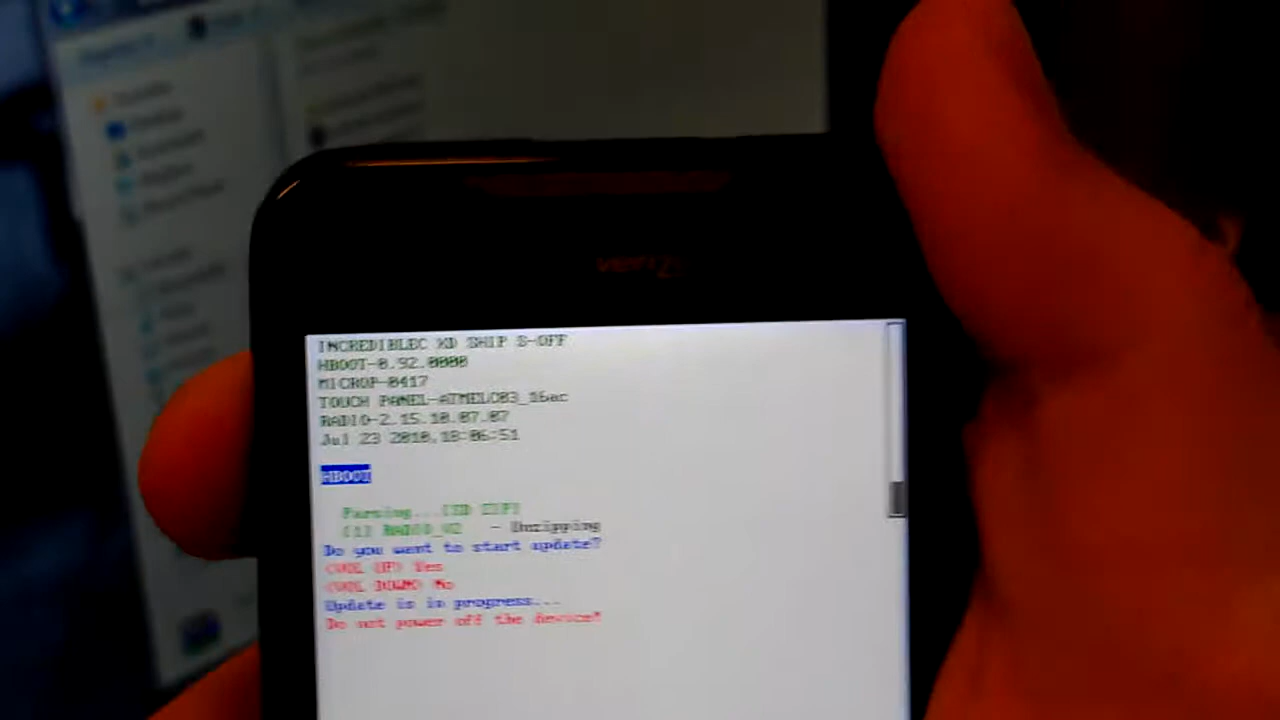 verizon
INCREDIBLEC XD SHIP S-OFF
HBOOT-0.92.0000
MICROP-0417
TOUCH PANEL-ATMELC03_16ac
RADIO-2.15.10.07.07
Jul 23 2010,18:06:51
HBOOT
Parsing...[SD ZIP]
[1] RADIO_V2 - Unzipping
Do you want to start update?
<VOL UP> Yes
<VOL DOWN> No
Update is in progress...
Do not power off the device!